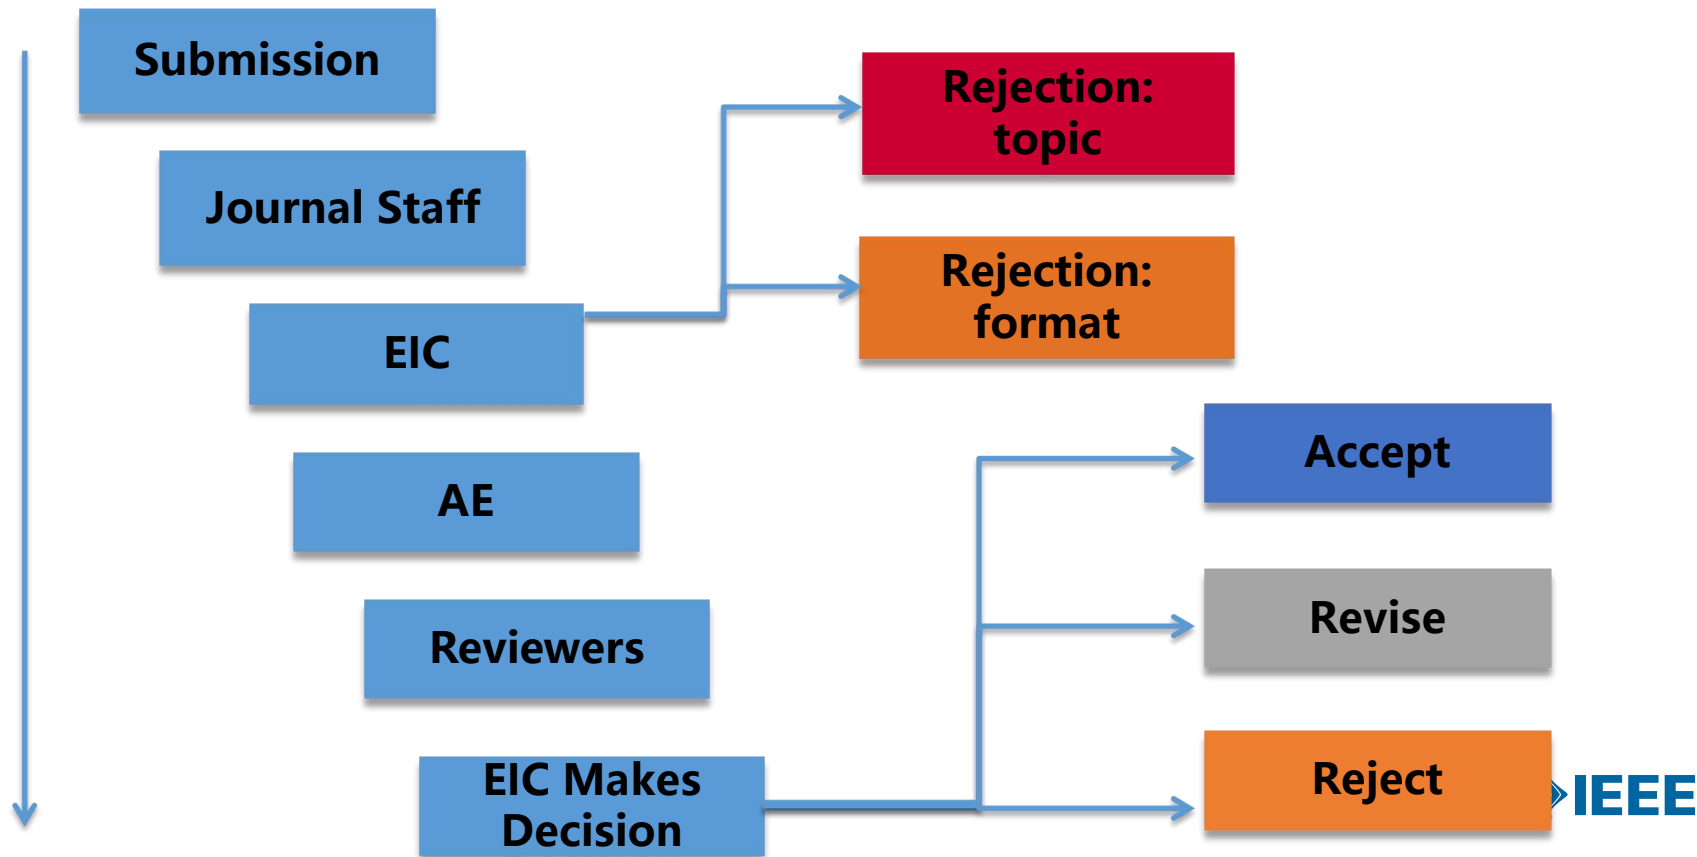 Submission
Journal Staff
EIC
AE
Reviewers
EIC Makes
Decision
Rejection:
topic
Rejection:
format
Accept
Revise
Reject
IEEE